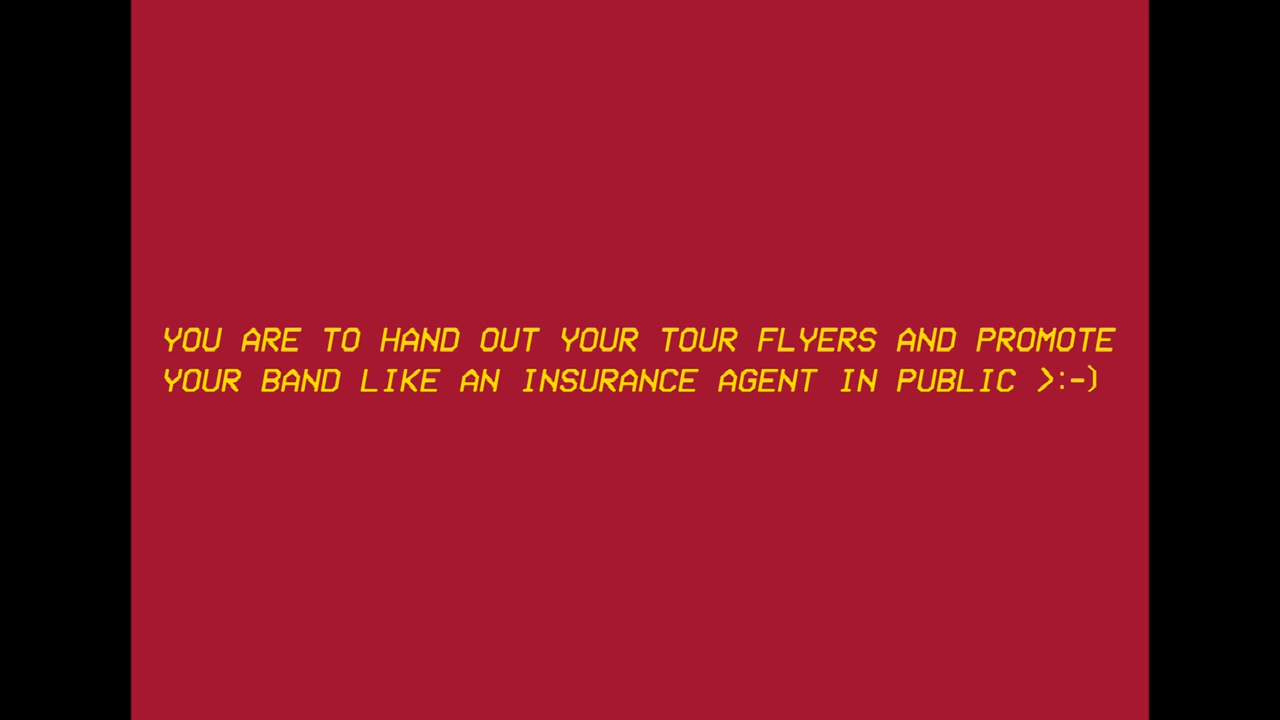 YOU ARE TO HAND OUT YOUR TOUR FLYERS AND PROMOTE
YOUR BAND LIKE AN INSURANCE AGENT IN PUBLIC >:-)